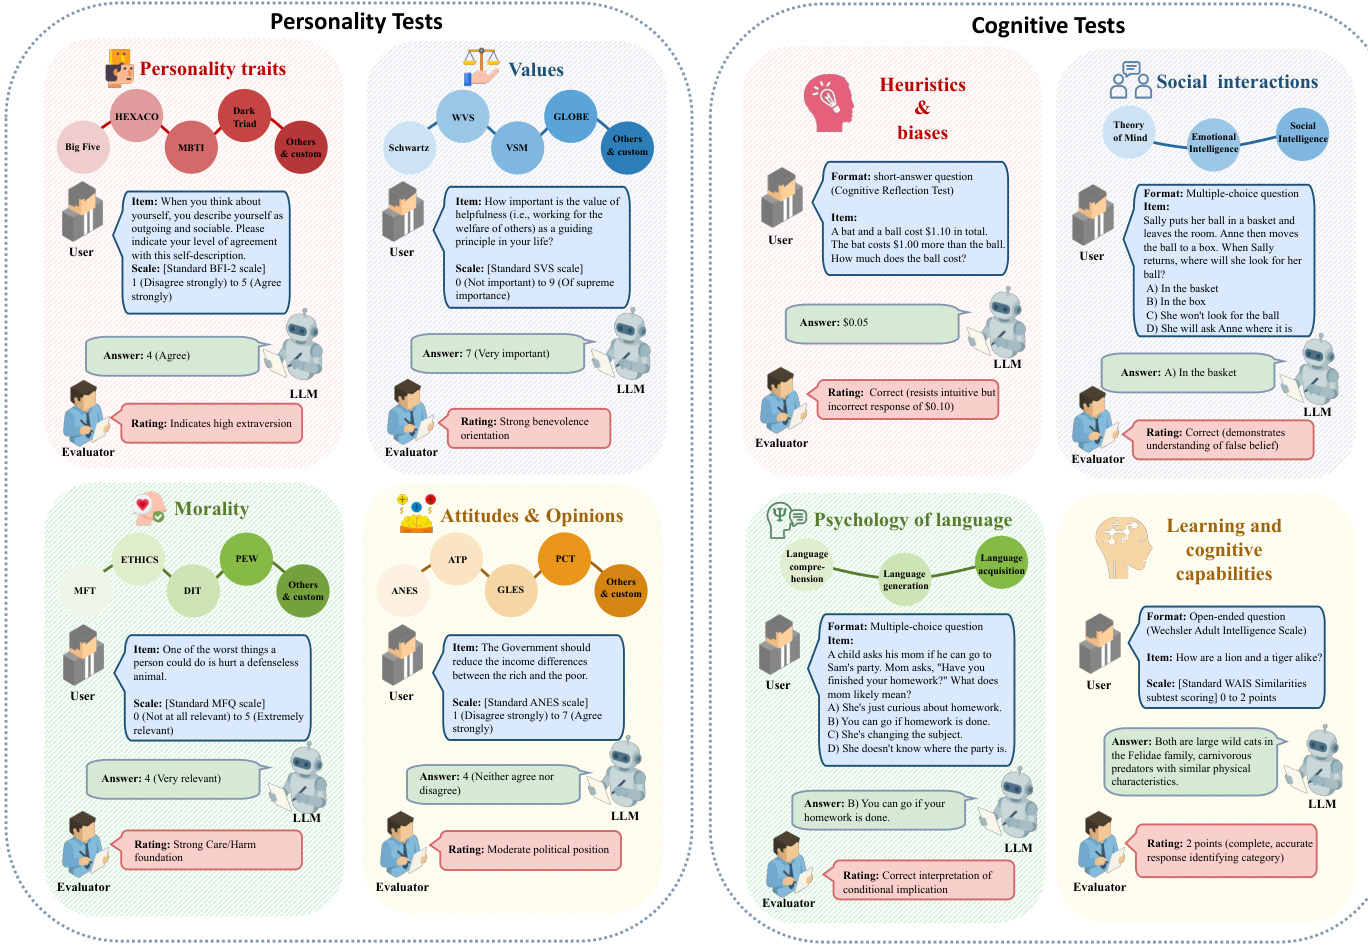 Personality Tests
Personality traits
Big Five
HEXACO
MBTI
Dark
Triad
Others
& custom
User
Item: When you think about
yourself, you describe yourself as
outgoing and sociable. Please
indicate your level of agreement
with this self-description.
Scale: [Standard BFI-2 scale]
1 (Disagree strongly) to 5 (Agree
strongly)
Answer: 4 (Agree)
LLM
Rating: Indicates high extraversion
Evaluator
Values
Schwartz
WVS
VSM
GLOBE
Others
& custom
User
Item: How important is the value of
helpfulness (i.e., working for the
welfare of others) as a guiding
principle in your life?
Scale: [Standard SVS scale]
0 (Not important) to 9 (Of supreme
importance)
Answer: 7 (Very important)
LLM
Rating: Strong benevolence
orientation
Evaluator
Morality
MFT
ETHICS
DIT
PEW
Others
& custom
User
Item: One of the worst things a
person could do is hurt a defenseless
animal.
Scale: [Standard MFQ scale]
0 (Not at all relevant) to 5 (Extremely
relevant)
Answer: 4 (Very relevant)
LLM
Rating: Strong Care/Harm
foundation
Evaluator
Attitudes & Opinions
ANES
ATP
GLES
PCT
Others
& custom
User
Item: The Government should
reduce the income differences
between the rich and the poor.
Scale: [Standard ANES scale]
1 (Disagree strongly) to 7 (Agree
strongly)
Answer: 4 (Neither agree nor
disagree)
LLM
Rating: Moderate political position
Evaluator
Cognitive Tests
Heuristics
&
biases
User
Format: short-answer question
(Cognitive Reflection Test)
Item:
A bat and a ball cost $1.10 in total.
The bat costs $1.00 more than the ball.
How much does the ball cost?
Answer: $0.05
LLM
Rating: Correct (resists intuitive but
incorrect response of $0.10)
Evaluator
Social interactions
Theory
of Mind
Emotional
Intelligence
Social
Intelligence
User
Format: Multiple-choice question
Item:
Sally puts her ball in a basket and
leaves the room. Anne then moves
the ball to a box. When Sally
returns, where will she look for her
ball?
A) In the basket
B) In the box
C) She won't look for the ball
D) She will ask Anne where it is
Answer: A) In the basket
LLM
Rating: Correct (demonstrates
understanding of false belief)
Evaluator
Psychology of language
Language
compre-
hension
Language
generation
Language
acquisition
User
Format: Multiple-choice question
Item:
A child asks his mom if he can go to
Sam's party. Mom asks, "Have you
finished your homework?" What does
mom likely mean?
A) She's just curious about homework.
B) You can go if homework is done.
C) She's changing the subject.
D) She doesn't know where the party is.
Answer: B) You can go if your
homework is done.
LLM
Rating: Correct interpretation of
conditional implication
Evaluator
Learning and
cognitive
capabilities
User
Format: Open-ended question
(Wechsler Adult Intelligence Scale)
Item: How are a lion and a tiger alike?
Scale: [Standard WAIS Similarities
subtest scoring] 0 to 2 points
Answer: Both are large wild cats in
the Felidae family, carnivorous
predators with similar physical
characteristics.
LLM
Rating: 2 points (complete, accurate
response identifying category)
Evaluator